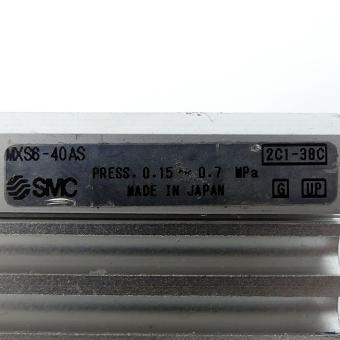 MXS6-40AS 2C1-38C
SMC PRESS. 0.15 ~ 0.7 MPa
MADE IN JAPAN G UP